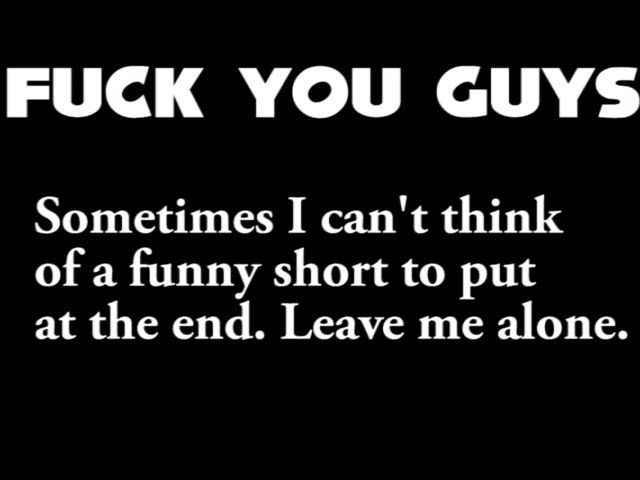 FUCK YOU GUYS
Sometimes I can't think
of a funny short to put
at the end. Leave me alone.